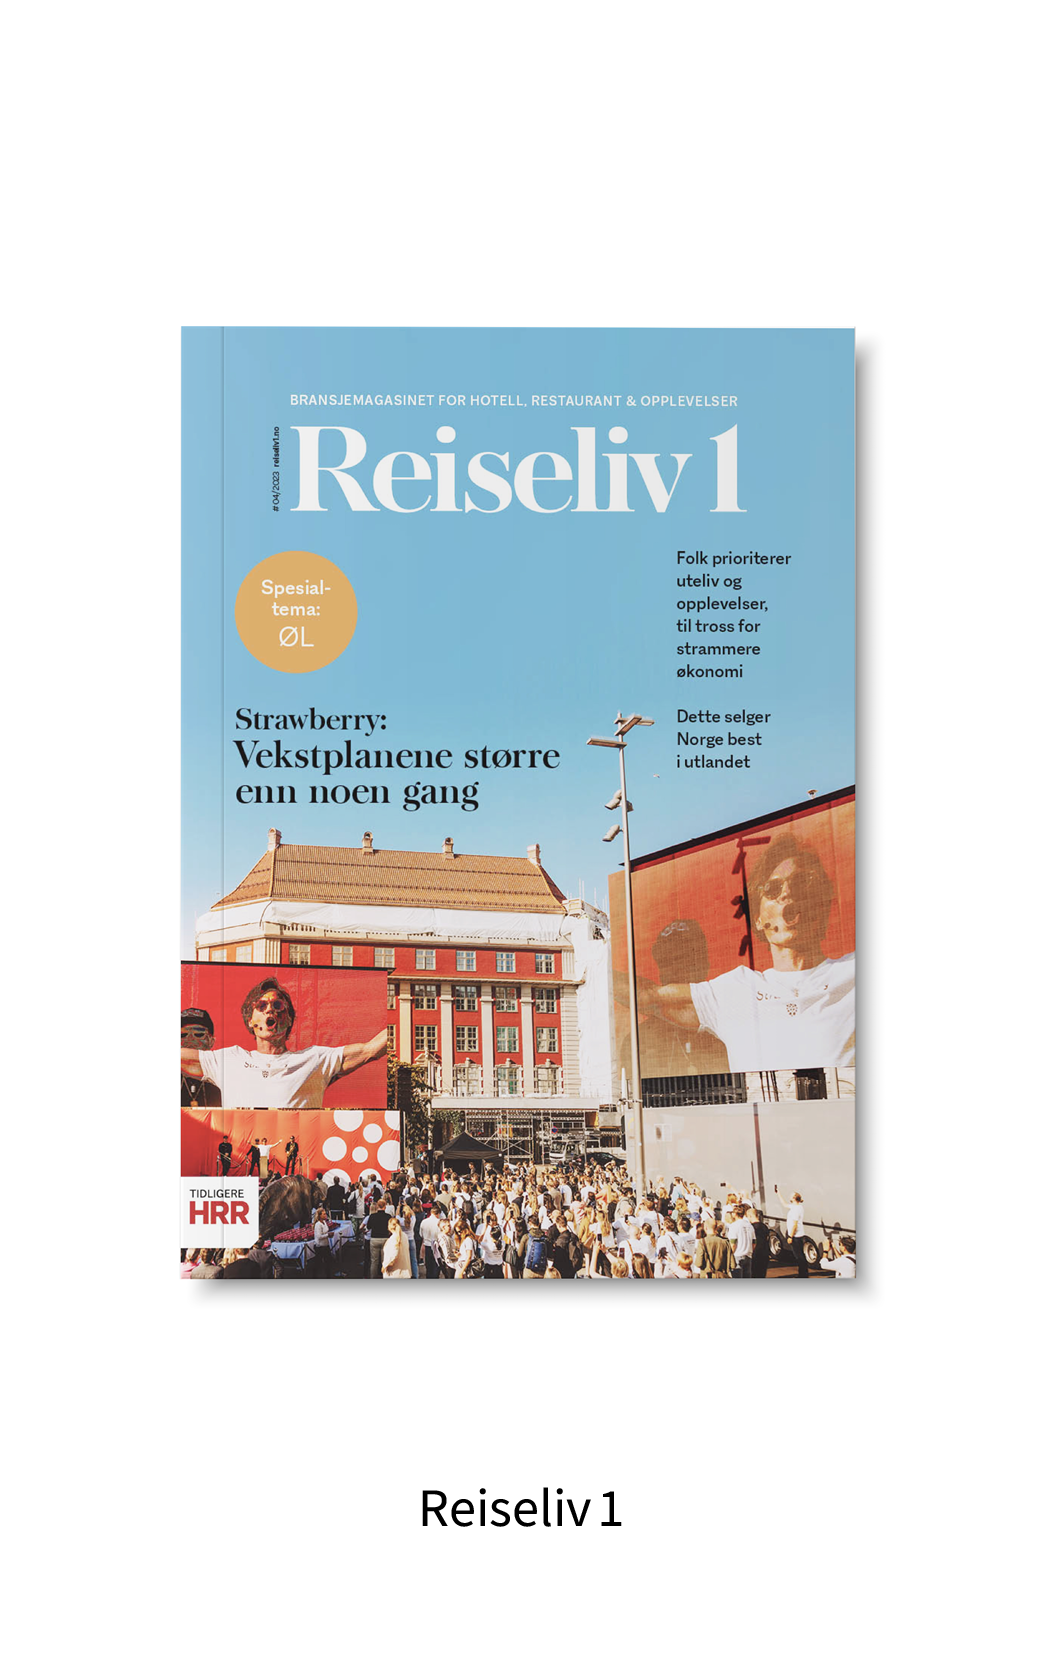 BRANSJEMAGASINET FOR HOTELL, RESTAURANT & OPPLEVELSER
# 04/2023 reiseliv1.no
Reiseliv 1
Spesial-
tema:
ØL
Folk prioriterer
uteliv og
opplevelser,
til tross for
strammere
økonomi
Dette selger
Norge best
i utlandet
Strawberry:
Vekstplanene større
enn noen gang
TIDLIGERE
HRR
Reiseliv 1